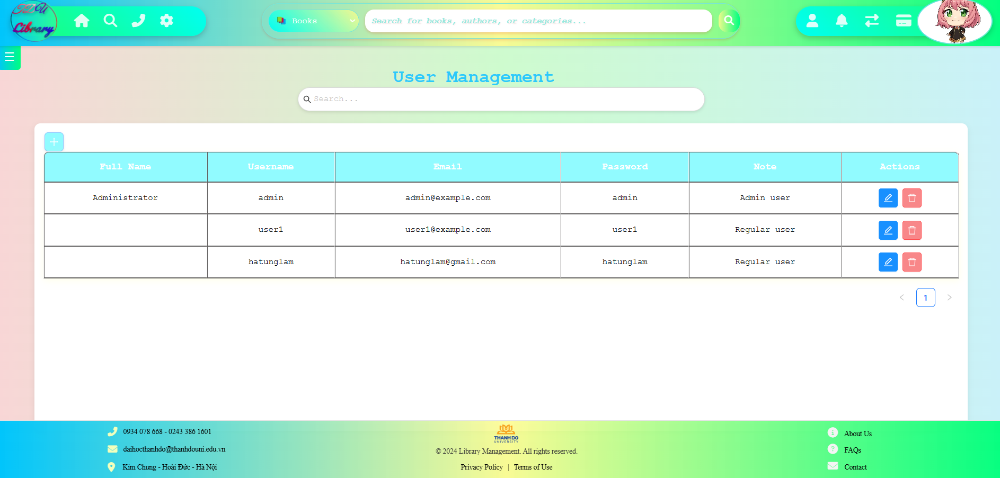 TDU
Library
Books
Search for books, authors, or categories...
User Management
Search...
Full Name Username Email Password Note Actions
Administrator admin admin@example.com admin Admin user
user1 user1@example.com user1 Regular user
hatunglam hatunglam@gmail.com hatunglam Regular user
1
0934 078 668 - 0243 386 1601
daihocthanhdo@thanhdouni.edu.vn
Kim Chung - Hoài Đức - Hà Nội
THANH DO
UNIVERSITY
© 2024 Library Management. All rights reserved.
Privacy Policy | Terms of Use
About Us
FAQs
Contact